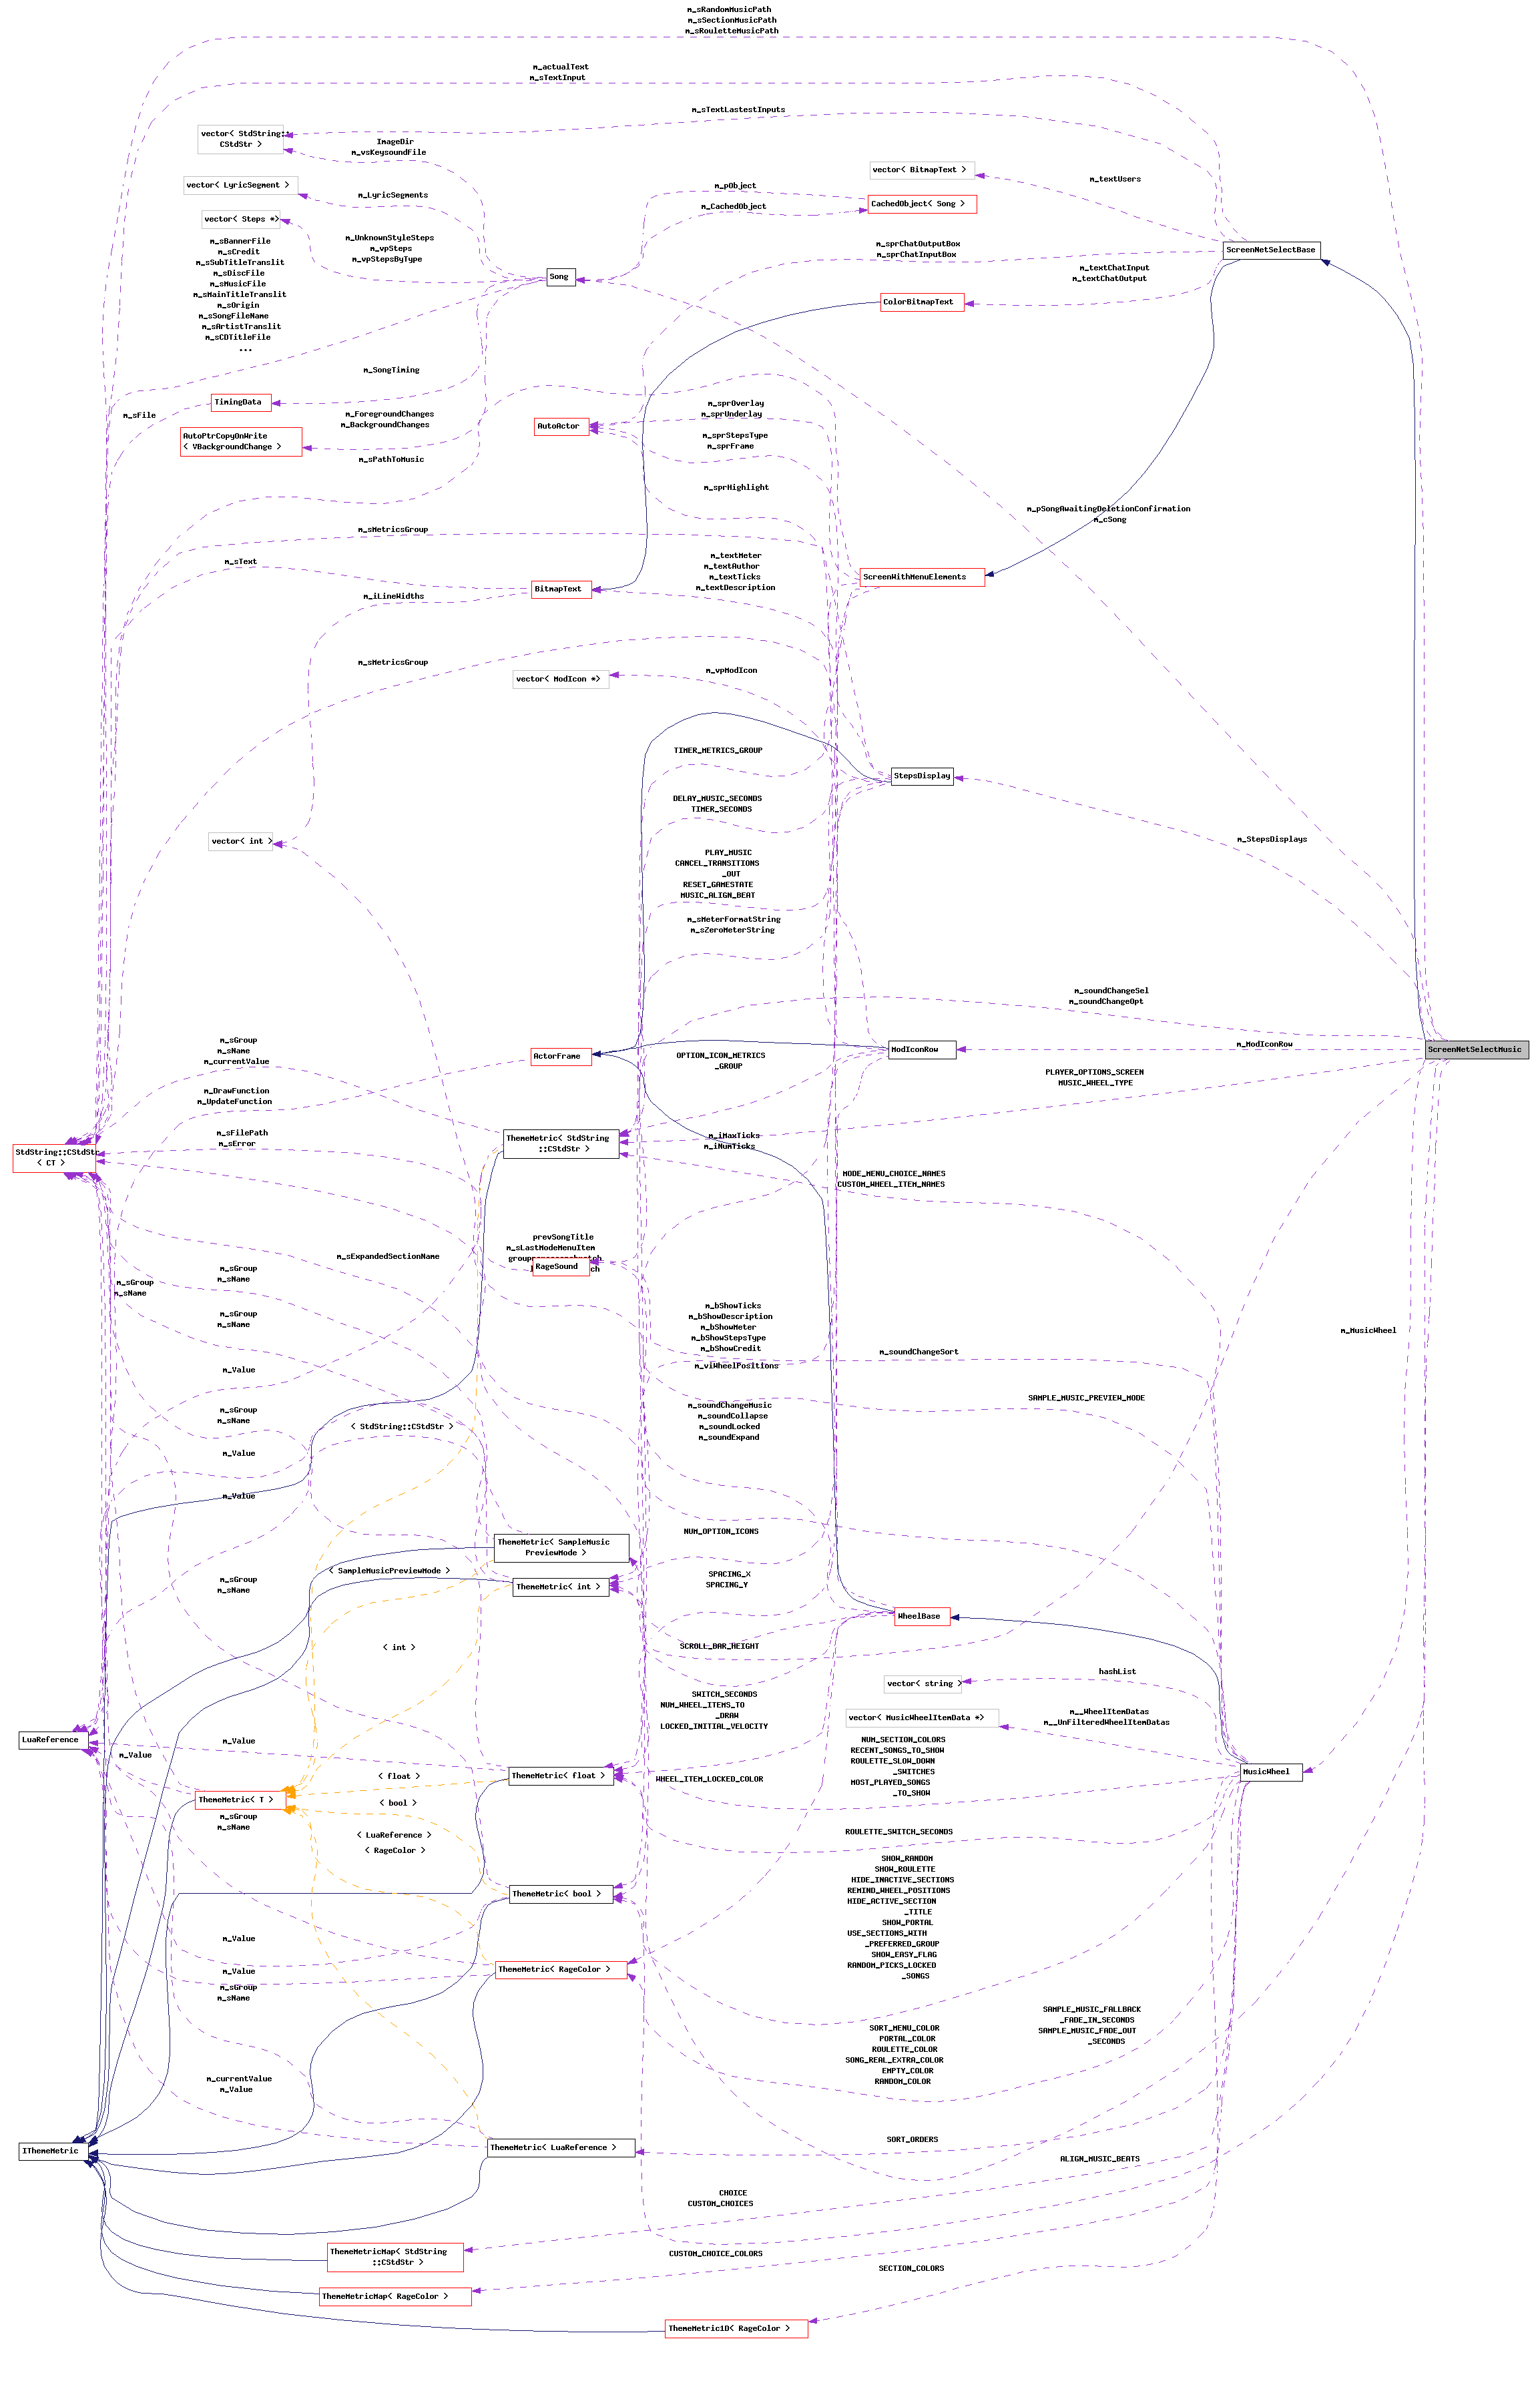 m_sRandomMusicPath
m_sSectionMusicPath
m_sRouletteMusicPath
m_actualText
m_sTextInput
m_sTextLastestInputs
vector< StdString::
CStdStr >
ImageDir
m_vsKeysoundFile
vector< BitmapText >
m_textUsers
vector< LyricSegment >
m_LyricSegments
m_pObject
m_CachedObject
CachedObject< Song >
vector< Steps *>
m_UnknownStyleSteps
m_vpSteps
m_vpStepsByType
m_sBannerFile
m_sCredit
m_sSubTitleTranslit
m_sDiscFile
m_sMusicFile
m_sMainTitleTranslit
m_sOrigin
m_sSongFileName
m_sArtistTranslit
m_sCDTitleFile
...
Song
m_sprChatOutputBox
m_sprChatInputBox
ScreenNetSelectBase
m_textChatInput
m_textChatOutput
ColorBitmapText
m_SongTiming
TimingData
m_sFile
m_ForegroundChanges
m_BackgroundChanges
AutoPtrCopyOnWrite
< VBackgroundChange >
m_sPathToMusic
AutoActor
m_sprOverlay
m_sprUnderlay
m_sprStepsType
m_sprFrame
m_sprHighlight
m_pSongAwaitingDeletionConfirmation
m_cSong
m_sMetricsGroup
m_sText
m_iLineWidths
BitmapText
m_textMeter
m_textAuthor
m_textTicks
m_textDescription
ScreenWithMenuElements
m_sMetricsGroup
vector< ModIcon *>
m_vpModIcon
TIMER_METRICS_GROUP
StepsDisplay
DELAY_MUSIC_SECONDS
TIMER_SECONDS
vector< int >
m_StepsDisplays
PLAY_MUSIC
CANCEL_TRANSITIONS
_OUT
RESET_GAMESTATE
MUSIC_ALIGN_BEAT
m_sMeterFormatString
m_sZeroMeterString
m_soundChangeSel
m_soundChangeOpt
m_sGroup
m_sName
m_currentValue
ActorFrame
OPTION_ICON_METRICS
_GROUP
ModIconRow
m_ModIconRow
ScreenNetSelectMusic
PLAYER_OPTIONS_SCREEN
MUSIC_WHEEL_TYPE
m_DrawFunction
m_UpdateFunction
m_sFilePath
m_sError
ThemeMetric< StdString
::CStdStr >
m_iMaxTicks
m_iNumTicks
StdString::CStdStr
< CT >
MODE_MENU_CHOICE_NAMES
CUSTOM_WHEEL_ITEM_NAMES
m_sExpandedSectionName
prevSongTitle
m_sLastModeMenuItem
RageSound
m_sGroup
m_sName
m_sGroup
m_sName
m_sGroup
m_sName
m_bShowTicks
m_bShowDescription
m_bShowMeter
m_bShowStepsType
m_bShowCredit
m_viWheelPositions
m_soundChangeSort
m_MusicWheel
m_Value
SAMPLE_MUSIC_PREVIEW_MODE
m_sGroup
m_sName
< StdString::CStdStr >
m_soundChangeMusic
m_soundCollapse
m_soundLocked
m_soundExpand
m_Value
m_Value
NUM_OPTION_ICONS
ThemeMetric< SampleMusic
PreviewMode >
< SampleMusicPreviewMode >
m_sGroup
m_sName
ThemeMetric< int >
SPACING_X
SPACING_Y
WheelBase
< int >
SCROLL_BAR_HEIGHT
hashList
vector< string >
SWITCH_SECONDS
NUM_WHEEL_ITEMS_TO
_DRAW
LOCKED_INITIAL_VELOCITY
vector< MusicWheelItemData *>
m__WheelItemDatas
m__UnFilteredWheelItemDatas
LuaReference
m_Value
m_Value
NUM_SECTION_COLORS
RECENT_SONGS_TO_SHOW
ROULETTE_SLOW_DOWN
_SWITCHES
MOST_PLAYED_SONGS
_TO_SHOW
MusicWheel
< float >
ThemeMetric< float >
WHEEL_ITEM_LOCKED_COLOR
ThemeMetric< T >
< bool >
m_sGroup
m_sName
< LuaReference >
< RageColor >
ROULETTE_SWITCH_SECONDS
SHOW_RANDOM
SHOW_ROULETTE
HIDE_INACTIVE_SECTIONS
REMIND_WHEEL_POSITIONS
HIDE_ACTIVE_SECTION
_TITLE
SHOW_PORTAL
USE_SECTIONS_WITH
_PREFERRED_GROUP
SHOW_EASY_FLAG
RANDOM_PICKS_LOCKED
_SONGS
ThemeMetric< bool >
m_Value
ThemeMetric< RageColor >
m_Value
m_sGroup
m_sName
SAMPLE_MUSIC_FALLBACK
_FADE_IN_SECONDS
SAMPLE_MUSIC_FADE_OUT
_SECONDS
SORT_MENU_COLOR
PORTAL_COLOR
ROULETTE_COLOR
SONG_REAL_EXTRA_COLOR
EMPTY_COLOR
RANDOM_COLOR
m_currentValue
m_Value
IThemeMetric
ThemeMetric< LuaReference >
SORT_ORDERS
ALIGN_MUSIC_BEATS
CHOICE
CUSTOM_CHOICES
ThemeMetricMap< StdString
::CStdStr >
CUSTOM_CHOICE_COLORS
SECTION_COLORS
ThemeMetricMap< RageColor >
ThemeMetric1D< RageColor >